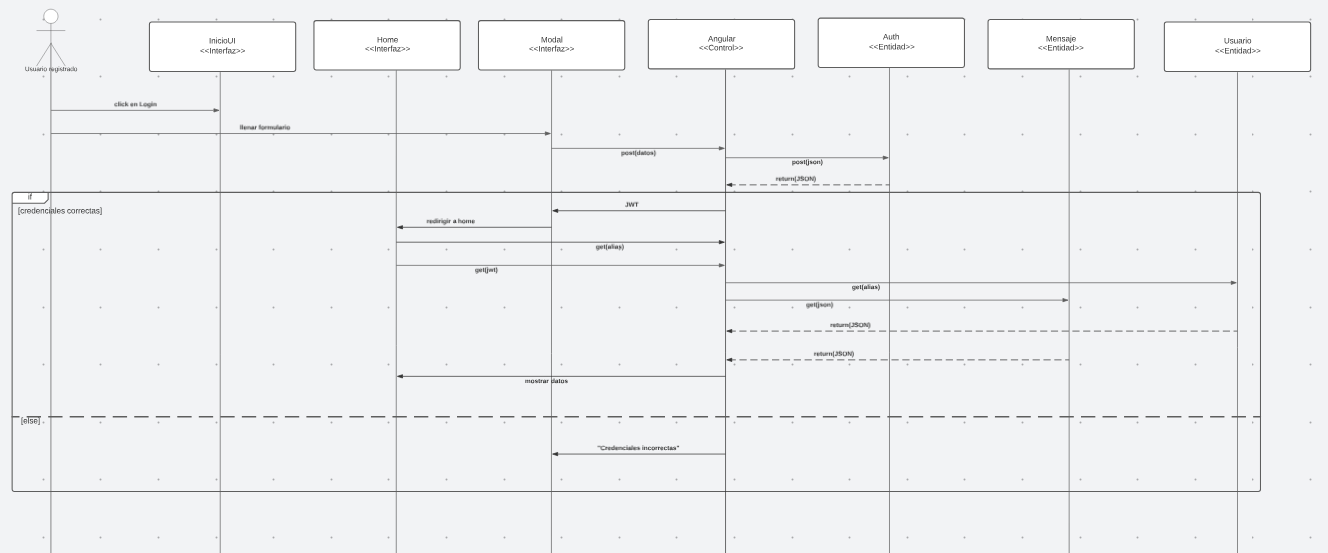 Usuario registrado
InicioUI
<<Interfaz>>
Home
<<Interfaz>>
Modal
<<Interfaz>>
Angular
<<Control>>
Auth
<<Entidad>>
Mensaje
<<Entidad>>
Usuario
<<Entidad>>
click en Login
llenar formulario
post(datos)
post(json)
return(JSON)
if
[credenciales correctas]
JWT
redirigir a home
get(alias)
get(jwt)
get(alias)
get(json)
return(JSON)
return(JSON)
mostrar datos
[else]
"Credenciales incorrectas"